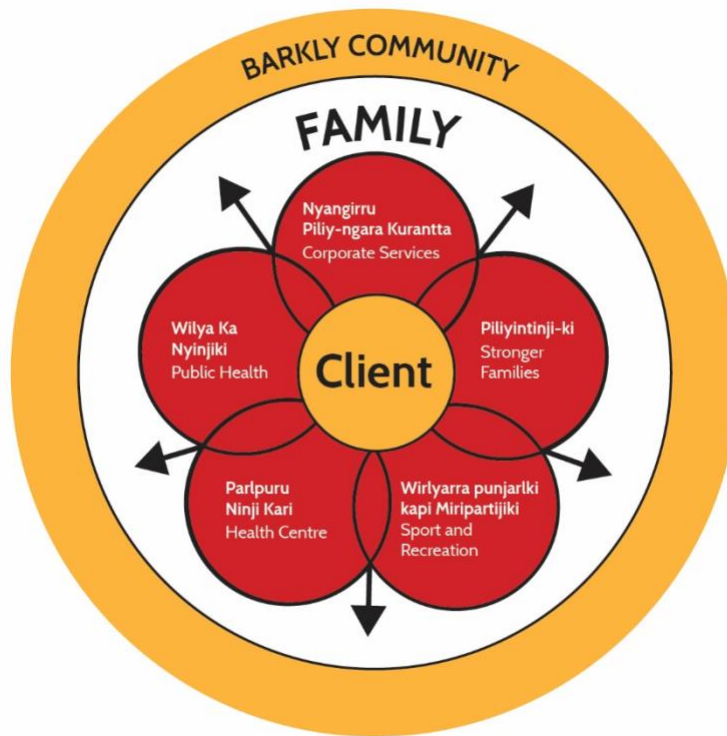 BARKLY COMMUNITY
FAMILY
Nyangirru
Piliy-ngara Kurantta
Corporate Services
Wilya Ka
Nyinjiki
Public Health
Piliyintinji-ki
Stronger
Families
Client
Parlpuru
Ninji Kari
Health Centre
Wirlyarra punjarlki
kapi Miripartijiki
Sport and
Recreation